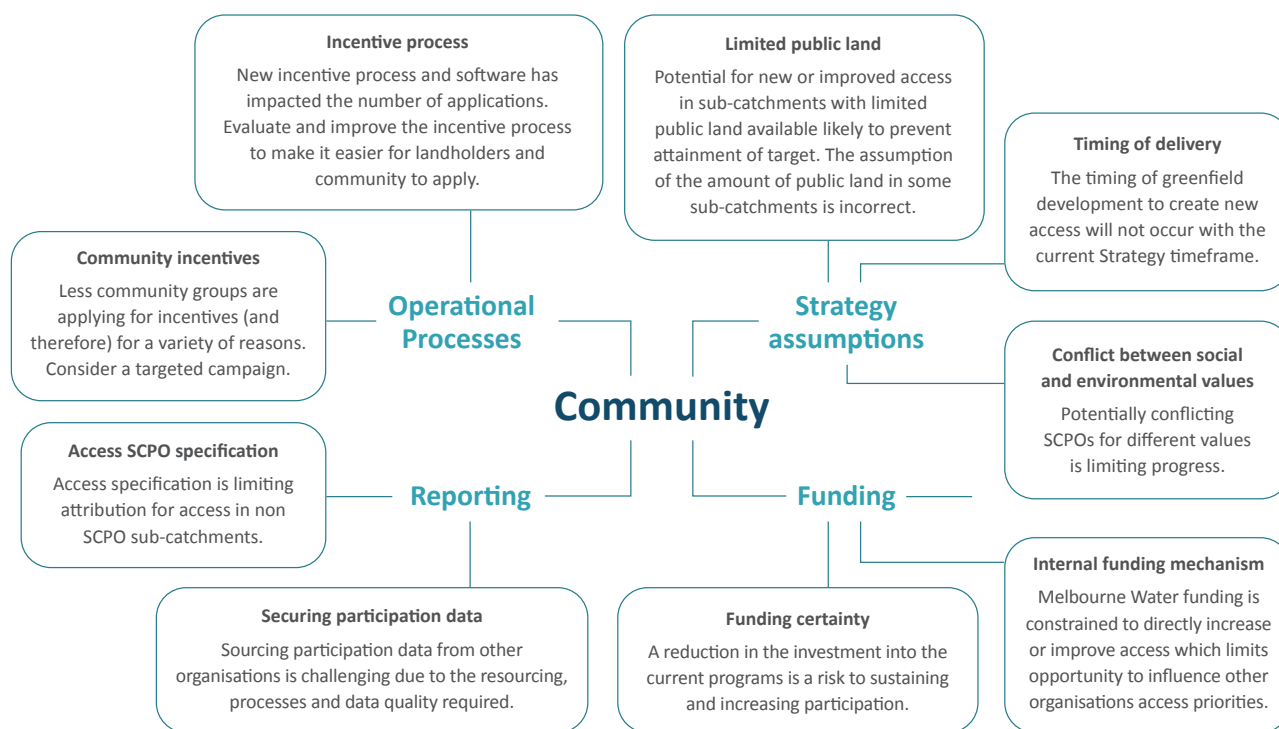 Incentive process
New incentive process and software has
impacted the number of applications.
Evaluate and improve the incentive process
to make it easier for landholders and
community to apply.
Limited public land
Potential for new or improved access
in sub-catchments with limited
public land available likely to prevent
attainment of target. The assumption
of the amount of public land in some
sub-catchments is incorrect.
Timing of delivery
The timing of greenfield
development to create new
access will not occur with the
current Strategy timeframe.
Community incentives
Less community groups are
applying for incentives (and
therefore) for a variety of reasons.
Consider a targeted campaign.
Operational
Processes
Strategy
assumptions
Conflict between social
and environmental values
Potentially conflicting
SCPOs for different values
is limiting progress.
Community
Access SCPO specification
Access specification is limiting
attribution for access in non
SCPO sub-catchments.
Reporting
Funding
Securing participation data
Sourcing participation data from other
organisations is challenging due to the resourcing,
processes and data quality required.
Funding certainty
A reduction in the investment into the
current programs is a risk to sustaining
and increasing participation.
Internal funding mechanism
Melbourne Water funding is
constrained to directly increase
or improve access which limits
opportunity to influence other
organisations access priorities.